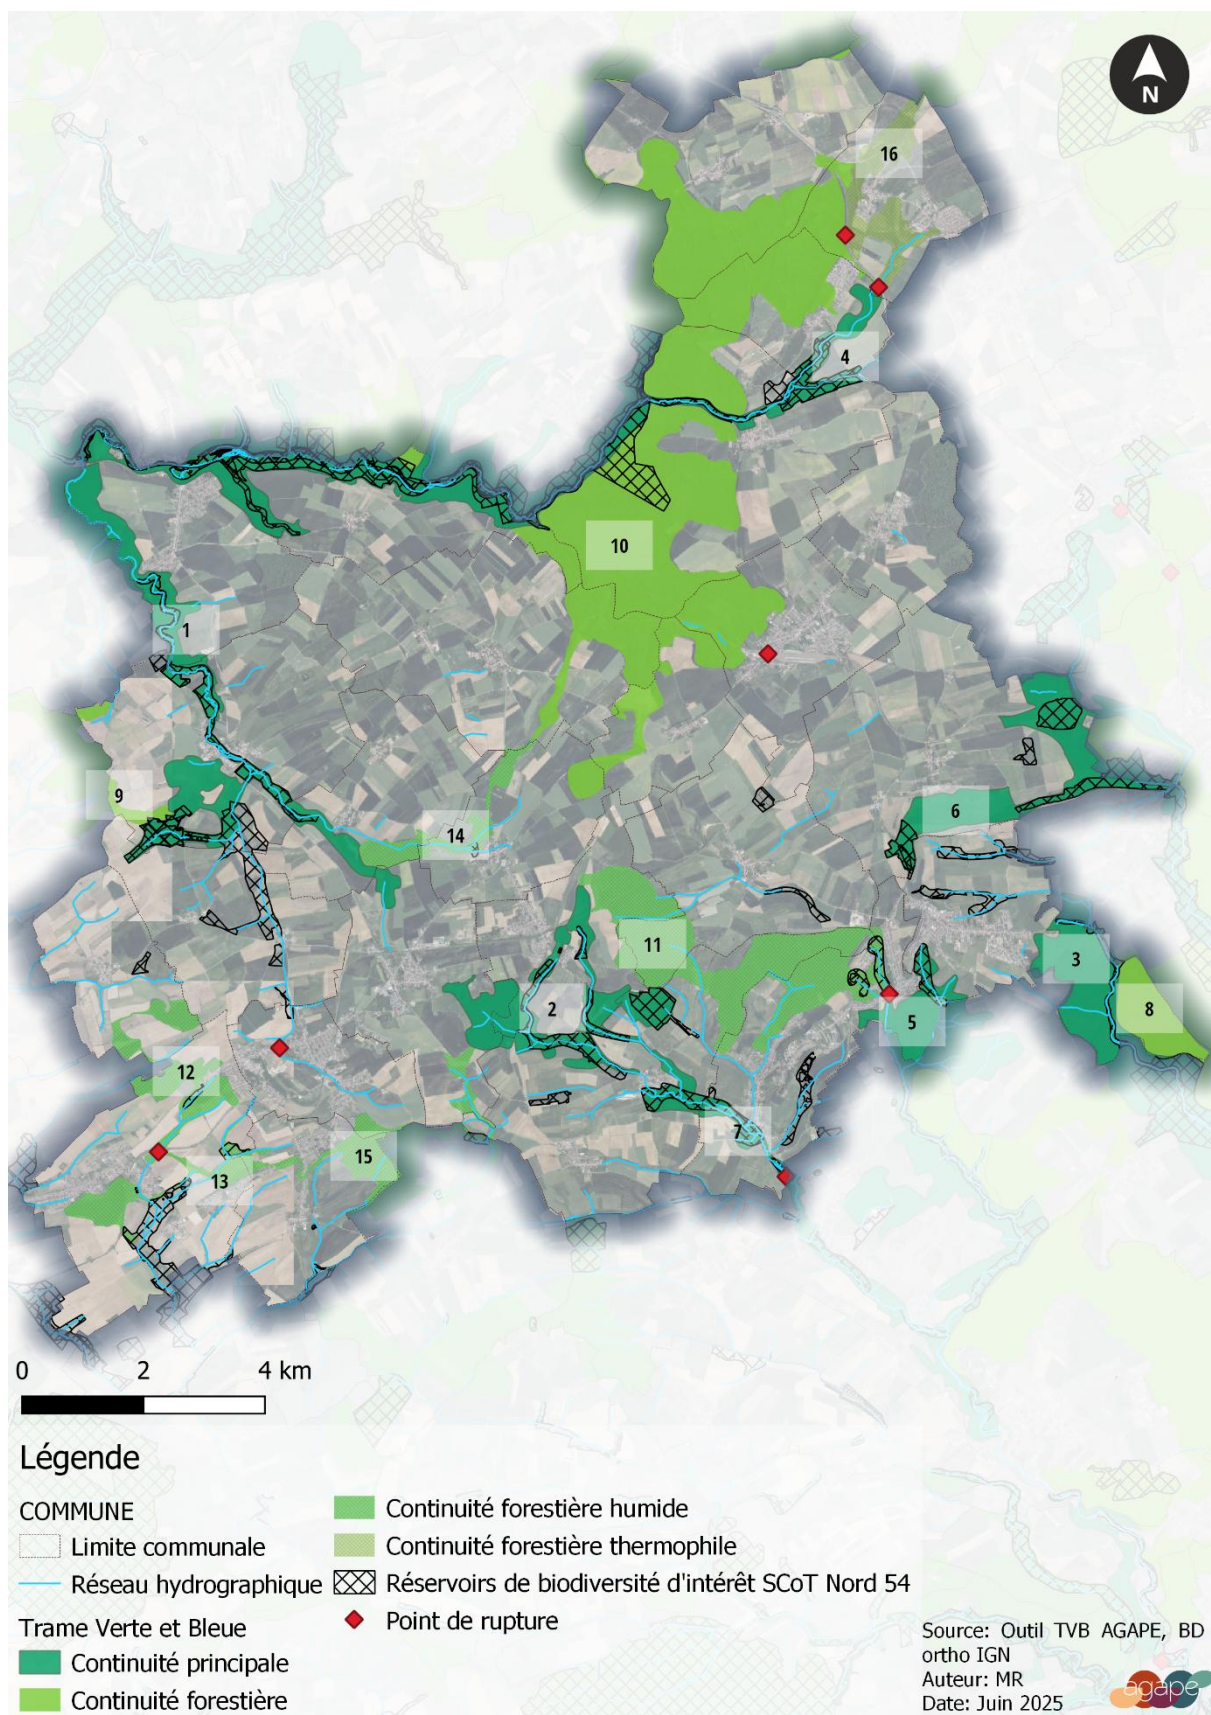 N
16
4
10
1
9
14
6
11
3
2
5
8
12
7
15
13
0 2 4 km
Légende
COMMUNE
Limite communale
Réseau hydrographique
Trame Verte et Bleue
Continuité principale
Continuité forestière
Continuité forestière humide
Continuité forestière thermophile
Réservoirs de biodiversité d'intérêt SCoT Nord 54
Point de rupture
Source: Outil TVB AGAPE, BD
ortho IGN
Auteur: MR
Date: Juin 2025
agape